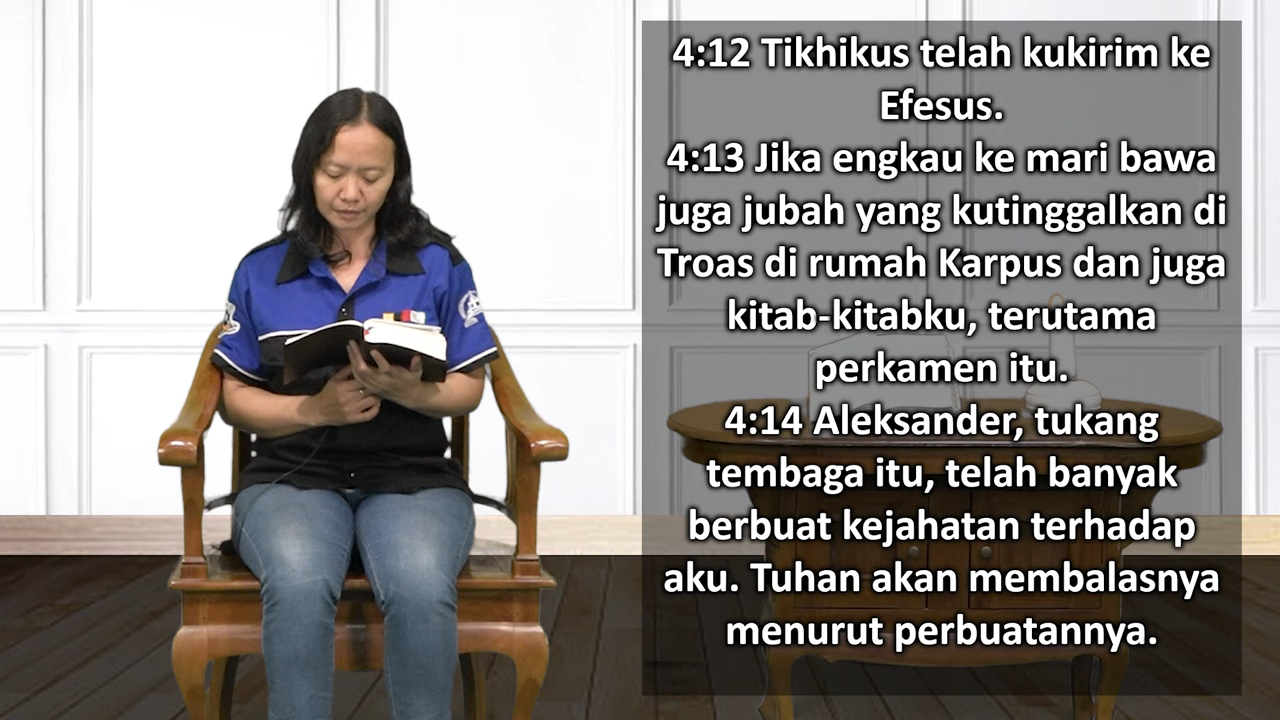 4:12 Tikhikus telah kukirim ke
Efesus.
4:13 Jika engkau ke mari bawa
juga jubah yang kutinggalkan di
Troas di rumah Karpus dan juga
kitab-kitabku, terutama
perkamen itu.
4:14 Aleksander, tukang
tembaga itu, telah banyak
berbuat kejahatan terhadap
aku. Tuhan akan membalasnya
menurut perbuatannya.